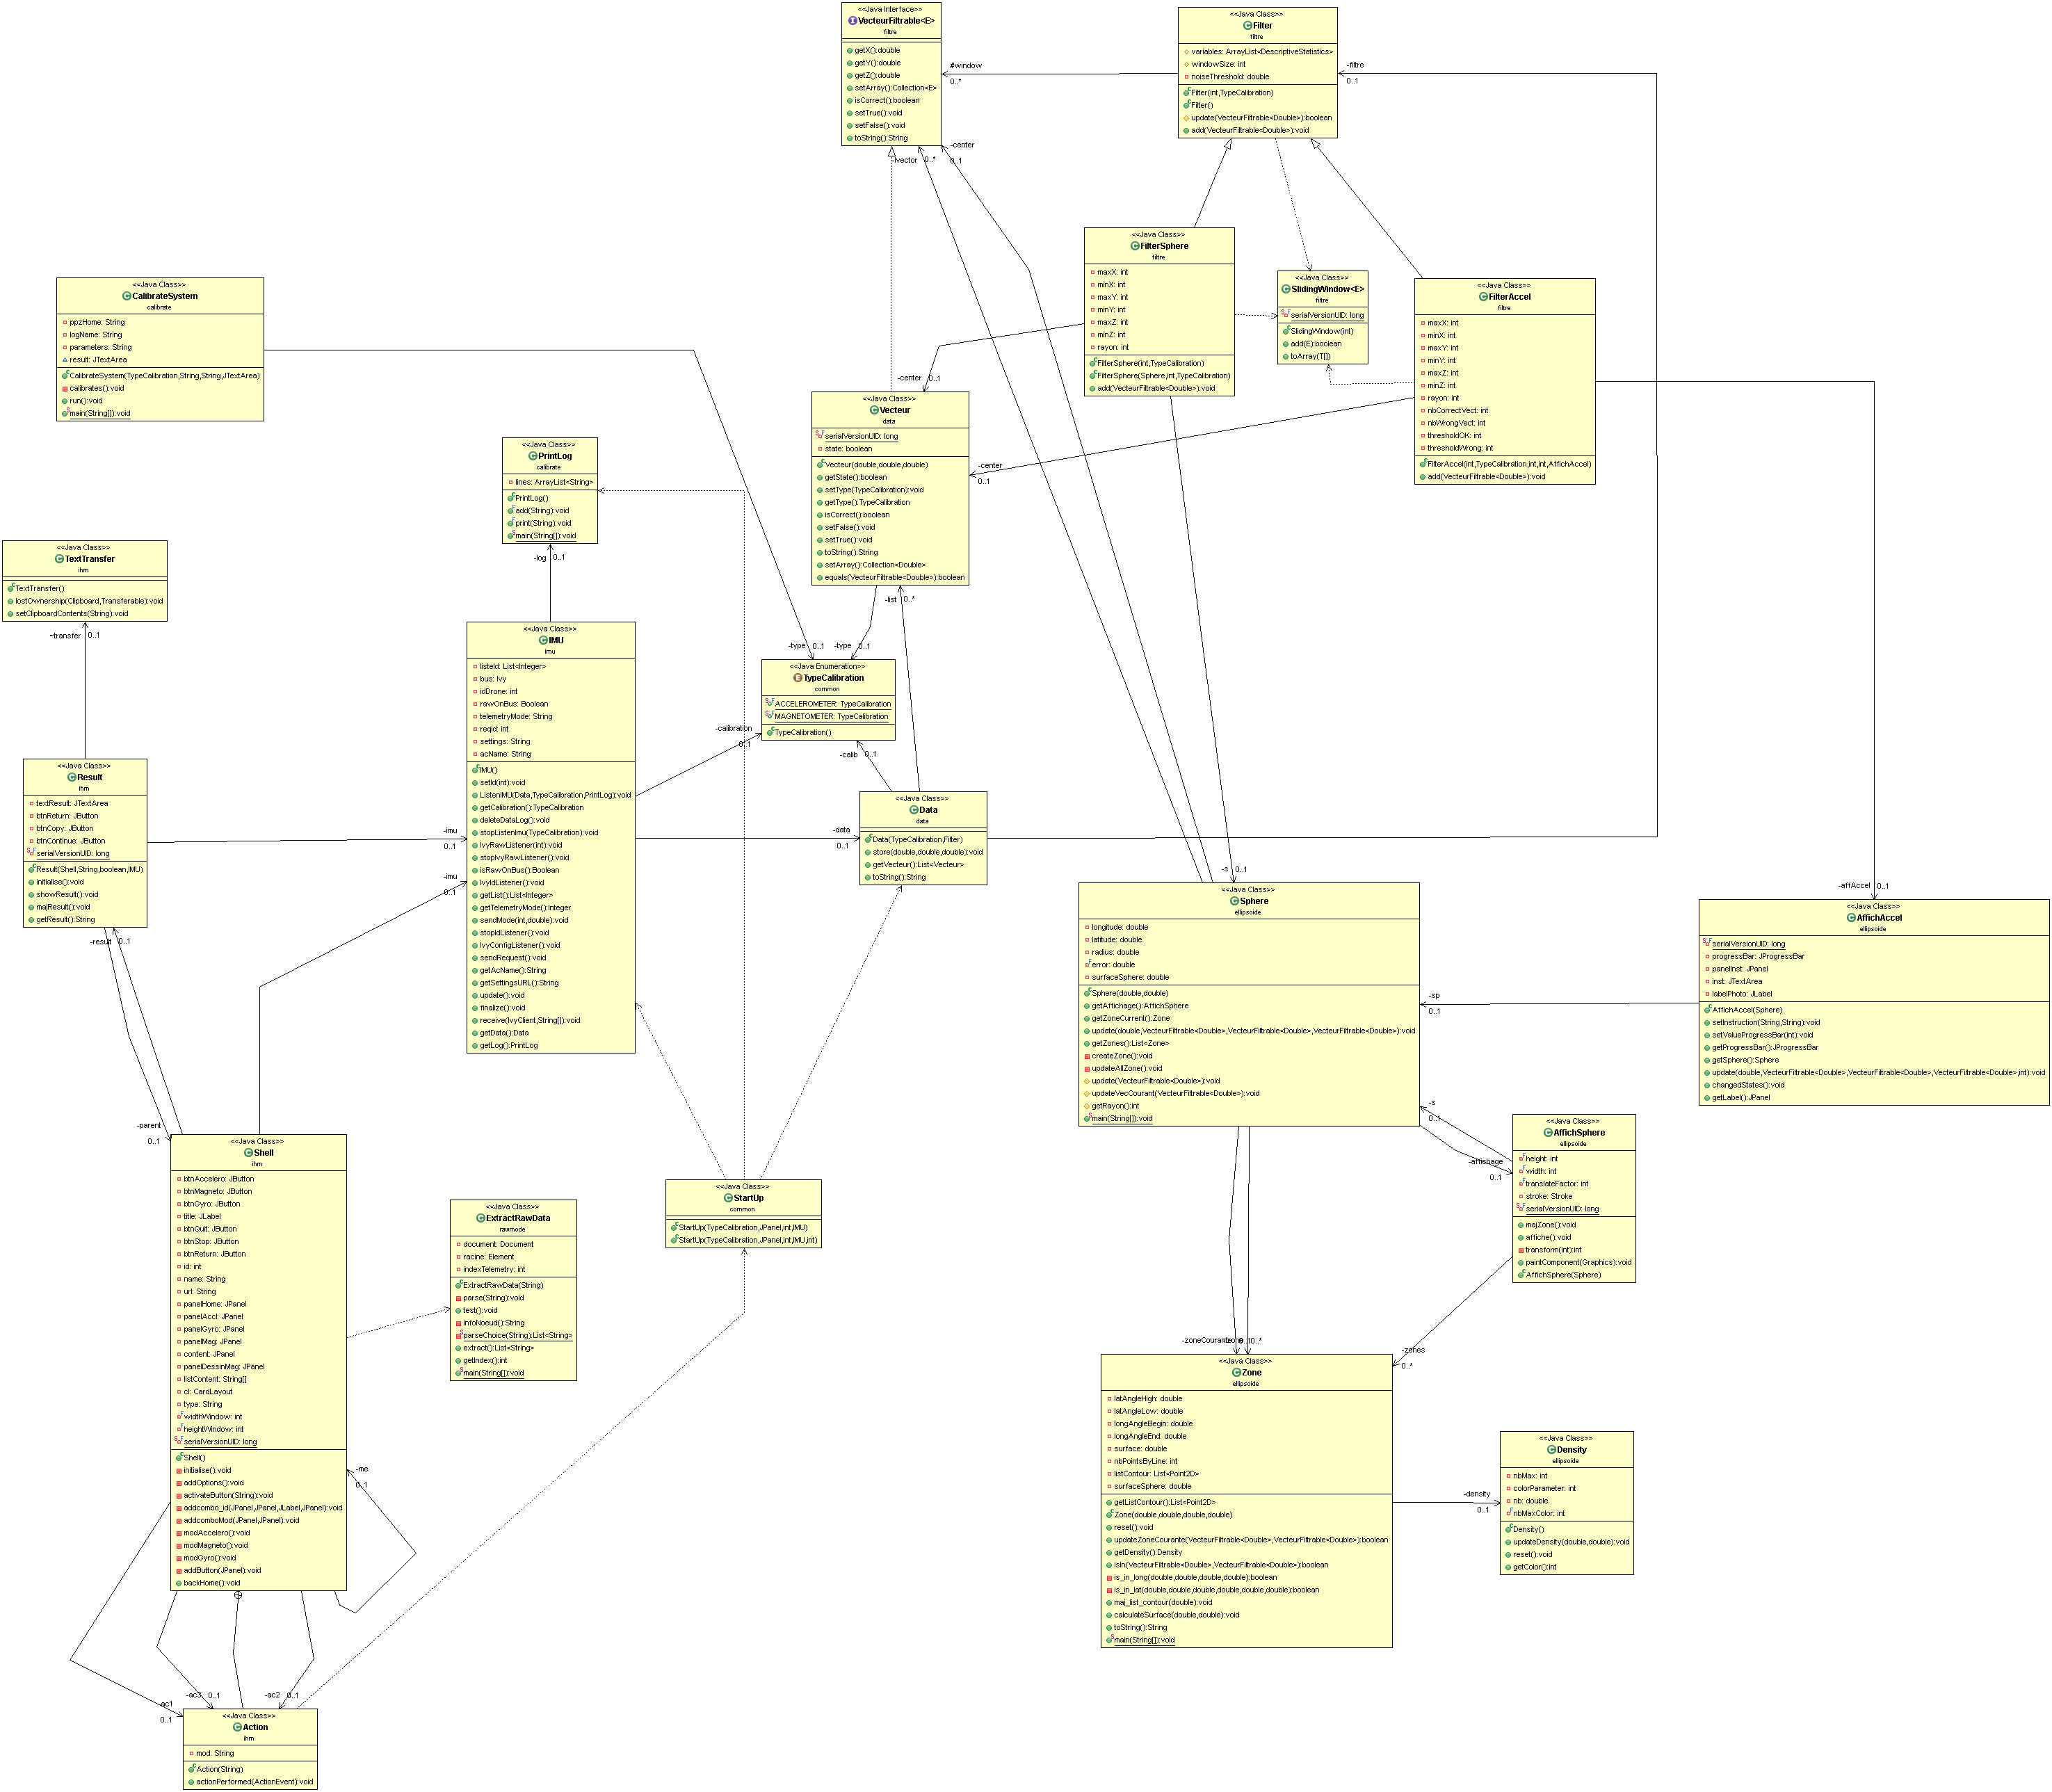 <<Java Interface>>
VecteurFiltrable<E>
filtre
getX():double
getY():double
getZ():double
setArray():Collection<E>
isCorrect():boolean
setTrue():void
setFalse():void
toString():String
<<Java Class>>
Filter
filtre
variables: ArrayList<DescriptiveStatistics>
windowSize: int
noiseThreshold: double
Filter(int,TypeCalibration)
Filter()
update(VecteurFiltrable<Double>):boolean
add(VecteurFiltrable<Double>):void
#window
0..*
-filtre
0..1
-center
0..1
-ivector
0..*
<<Java Class>>
FilterSphere
filtre
maxX: int
minX: int
maxY: int
minY: int
maxZ: int
minZ: int
rayon: int
FilterSphere(int,TypeCalibration)
FilterSphere(Sphere,int,TypeCalibration)
add(VecteurFiltrable<Double>):void
<<Java Class>>
SlidingWindow<E>
filtre
serialVersionUID: long
SlidingWindow(int)
add(E):boolean
toArray(T[])
<<Java Class>>
FilterAccel
filtre
maxX: int
minX: int
maxY: int
minY: int
maxZ: int
minZ: int
rayon: int
nbCorrectVect: int
nbWrongVect: int
thresholdOK: int
thresholdWrong: int
FilterAccel(int,TypeCalibration,int,int,AffichAccel)
add(VecteurFiltrable<Double>):void
<<Java Class>>
CalibrateSystem
calibrate
ppzHome: String
logName: String
parameters: String
result: JTextArea
CalibrateSystem(TypeCalibration,String,String,JTextArea)
calibrates():void
run():void
main(String[]):void
-center
0..1
<<Java Class>>
Vecteur
data
serialVersionUID: long
state: boolean
Vecteur(double,double,double)
getState():boolean
setType(TypeCalibration):void
getType():TypeCalibration
isCorrect():boolean
setFalse():void
setTrue():void
toString():String
setArray():Collection<Double>
equals(VecteurFiltrable<Double>):boolean
-center
0..1
<<Java Class>>
PrintLog
calibrate
lines: ArrayList<String>
PrintLog()
add(String):void
print(String):void
main(String[]):void
-log
0..1
<<Java Class>>
TextTransfer
ihm
TextTransfer()
lostOwnership(Clipboard,Transferable):void
setClipboardContents(String):void
~transfer
0..1
-list
0..*
-type
0..1
-type
0..1
<<Java Class>>
IMU
imu
listeId: List<Integer>
bus: Ivy
idDrone: int
rawOnBus: Boolean
telemetryMode: String
reqid: int
settings: String
acName: String
IMU()
setId(int):void
ListenIMU(Data,TypeCalibration,PrintLog):void
getCalibration():TypeCalibration
deleteDataLog():void
stopListenImu(TypeCalibration):void
IvyRawListener(int):void
stopIvyRawListener():void
isRawOnBus():Boolean
IvyIdListener():void
getList():List<Integer>
getTelemetryMode():Integer
sendMode(int,double):void
stopIdListener():void
IvyConfigListener():void
sendRequest():void
getAcName():String
getSettingsURL():String
update():void
finalize():void
receive(IvyClient,String[]):void
getData():Data
getLog():PrintLog
<<Java Enumeration>>
TypeCalibration
common
ACCELEROMETER: TypeCalibration
MAGNETOMETER: TypeCalibration
TypeCalibration()
-calibration
0..1
-calib
0..1
<<Java Class>>
Data
data
Data(TypeCalibration,Filter)
store(double,double,double):void
getVecteur():List<Vecteur>
toString():String
-data
0..1
<<Java Class>>
Result
ihm
textResult: JTextArea
btnReturn: JButton
btnCopy: JButton
btnContinue: JButton
serialVersionUID: long
Result(Shell,String,boolean,IMU)
initialise():void
showResult():void
majResult():void
getResult():String
-imu
0..1
-imu
0..1
-result
0..1
-parent
0..1
-s
0..1
<<Java Class>>
Sphere
ellipsoide
longitude: double
latitude: double
radius: double
error: double
surfaceSphere: double
Sphere(double,double)
getAffichage():AffichSphere
getZoneCurrent():Zone
update(double,VecteurFiltrable<Double>,VecteurFiltrable<Double>,VecteurFiltrable<Double>):void
getZones():List<Zone>
createZone():void
updateAllZone():void
update(VecteurFiltrable<Double>):void
updateVecCourant(VecteurFiltrable<Double>):void
getRayon():int
main(String[]):void
-affAccel
0..1
<<Java Class>>
AffichAccel
ellipsoide
serialVersionUID: long
progressBar: JProgressBar
panelInst: JPanel
inst: JTextArea
labelPhoto: JLabel
AffichAccel(Sphere)
setInstruction(String,String):void
setValueProgressBar(int):void
getProgressBar():JProgressBar
getSphere():Sphere
update(double,VecteurFiltrable<Double>,VecteurFiltrable<Double>,VecteurFiltrable<Double>,int):void
changedStates():void
getLabel():JPanel
-sp
0..1
-s
0..1
-affichage
0..1
<<Java Class>>
AffichSphere
ellipsoide
height: int
width: int
translateFactor: int
stroke: Stroke
serialVersionUID: long
majZone():void
affiche():void
transform(int):int
paintComponent(Graphics):void
AffichSphere(Sphere)
<<Java Class>>
Shell
ihm
btnAccelero: JButton
btnMagneto: JButton
btnGyro: JButton
title: JLabel
btnQuit: JButton
btnStop: JButton
btnReturn: JButton
id: int
name: String
url: String
panelHome: JPanel
panelAccl: JPanel
panelGyro: JPanel
panelMag: JPanel
content: JPanel
panelDessinMag: JPanel
listContent: String[]
cl: CardLayout
type: String
widthWindow: int
heightWindow: int
serialVersionUID: long
Shell()
initialise():void
addOptions():void
activateButton(String):void
addcombo_id(JPanel,JPanel,JLabel,JPanel):void
addcomboMod(JPanel,JPanel):void
modAccelero():void
modMagneto():void
modGyro():void
addButton(JPanel):void
backHome():void
-me
0..1
<<Java Class>>
ExtractRawData
rawmode
document: Document
racine: Element
indexTelemetry: int
ExtractRawData(String)
parse(String):void
test():void
infoNoeud():String
parseChoice(String):List<String>
extract():List<String>
getIndex():int
main(String[]):void
<<Java Class>>
StartUp
common
StartUp(TypeCalibration,JPanel,int,IMU)
StartUp(TypeCalibration,JPanel,int,IMU,int)
-zoneCourante
0..*
-zones
0..*
<<Java Class>>
Zone
ellipsoide
latAngleHigh: double
latAngleLow: double
longAngleBegin: double
longAngleEnd: double
surface: double
nbPointsByLine: int
listContour: List<Point2D>
surfaceSphere: double
getListContour():List<Point2D>
Zone(double,double,double,double)
reset():void
updateZoneCourante(VecteurFiltrable<Double>,VecteurFiltrable<Double>):boolean
getDensity():Density
isIn(VecteurFiltrable<Double>,VecteurFiltrable<Double>):boolean
is_in_long(double,double,double,double):boolean
is_in_lat(double,double,double,double,double,double):boolean
maj_list_contour(double):void
calculateSurface(double,double):void
toString():String
main(String[]):void
-density
0..1
<<Java Class>>
Density
ellipsoide
nbMax: int
colorParameter: int
nb: double
nbMaxColor: int
Density()
updateDensity(double,double):void
reset():void
getColor():int
-ac1
0..1
-ac3
0..1
-ac2
0..1
<<Java Class>>
Action
ihm
mod: String
Action(String)
actionPerformed(ActionEvent):void